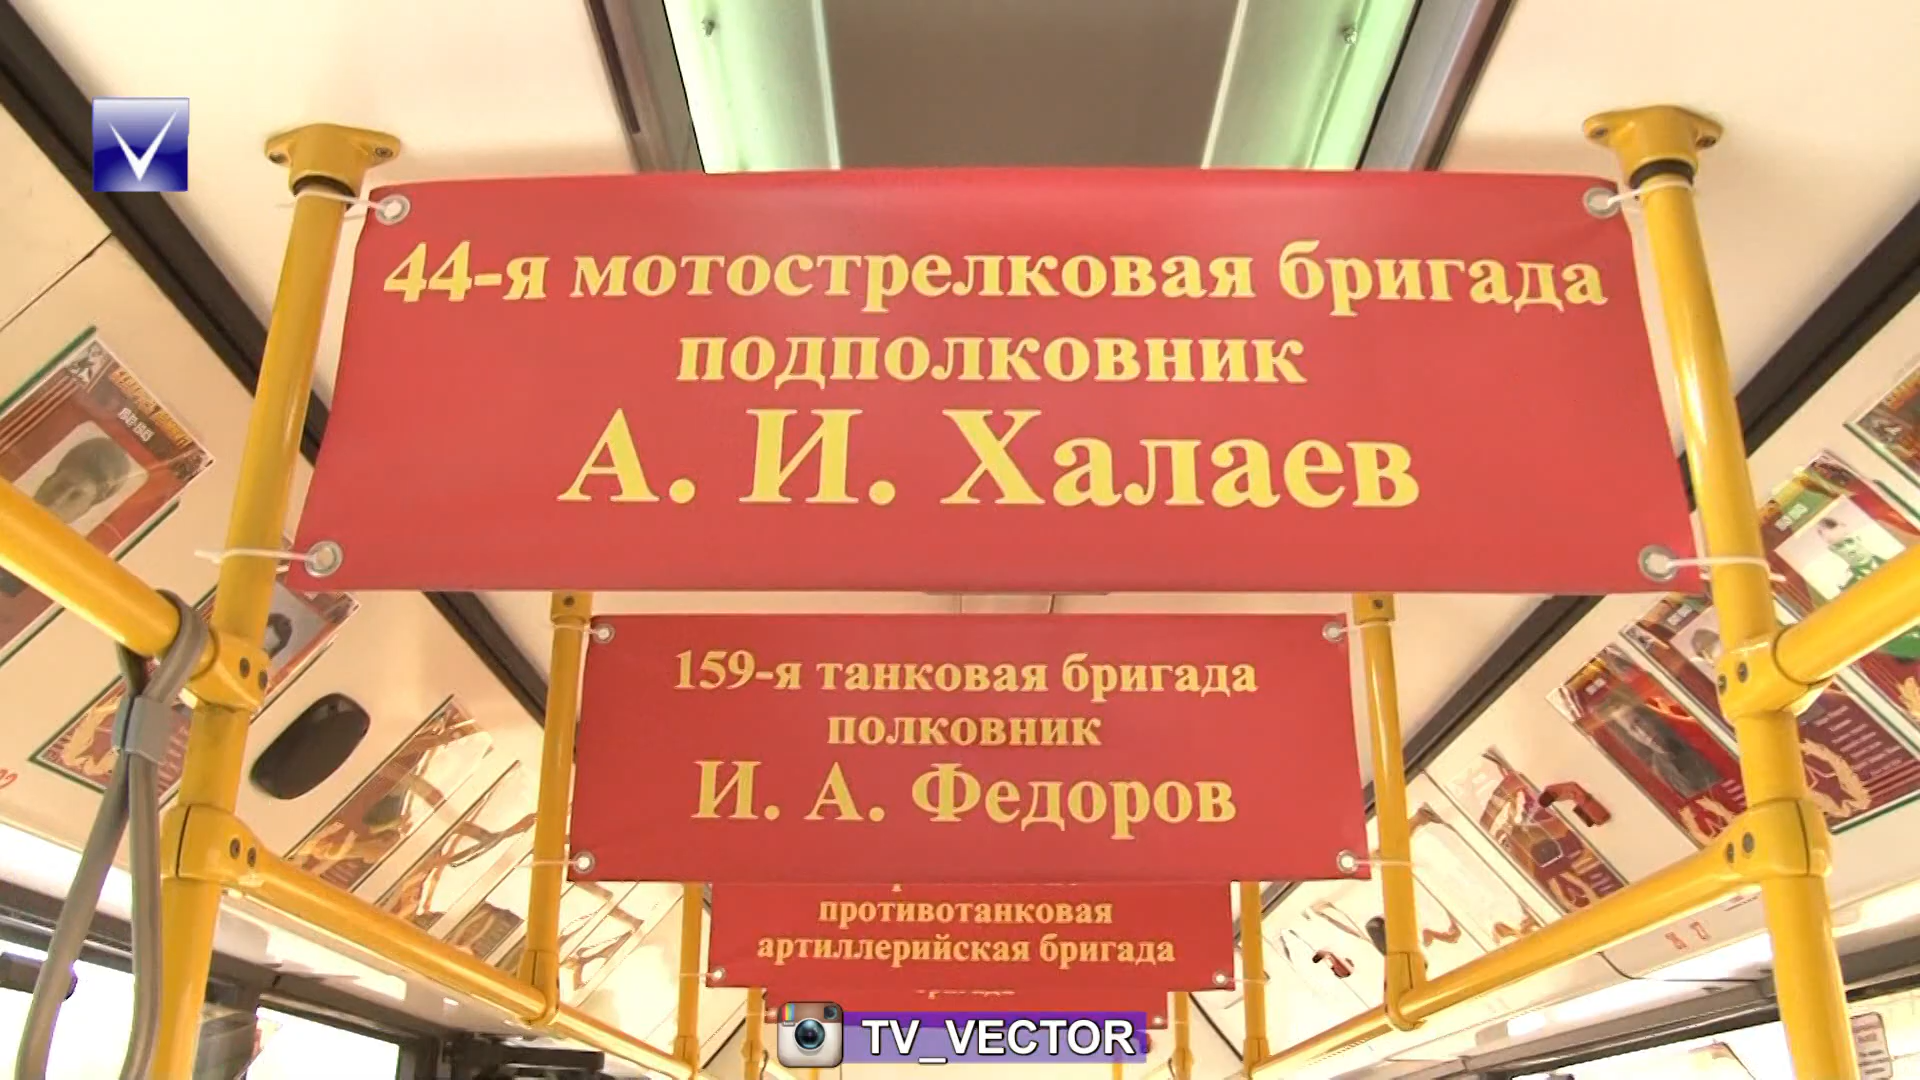 44-я мотострелковая бригада
подполковник
А. И. Халаев
159-я танковая бригада
полковник
И. А. Федоров
противотанковая
артиллерийская бригада
TV_VECTOR